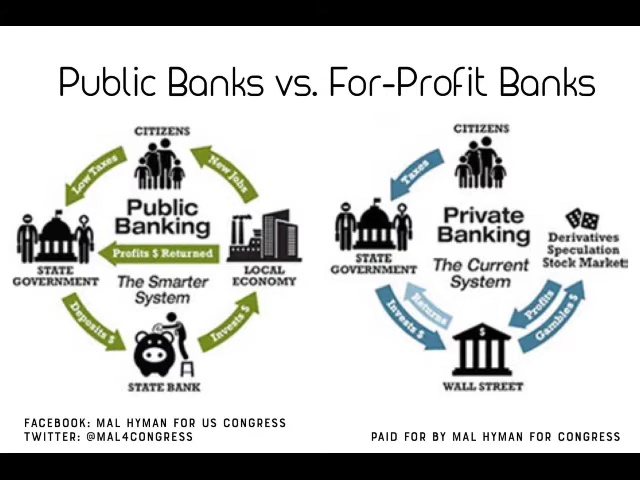 Public Banks vs. For-Profit Banks
CITIZENS
Low Taxes
New Jobs
Public
Banking
Profits $ Returned
STATE
GOVERNMENT
The Smarter
System
LOCAL
ECONOMY
Deposits $
Invests $
STATE BANK
CITIZENS
Taxes
Private
Banking
Derivatives
Speculation
Stock Markets
STATE
GOVERNMENT
The Current
System
Invests $
Returns
Profits
Gambles $
$
WALL STREET
FACEBOOK: MAL HYMAN FOR US CONGRESS
TWITTER: @MAL4CONGRESS
PAID FOR BY MAL HYMAN FOR CONGRESS